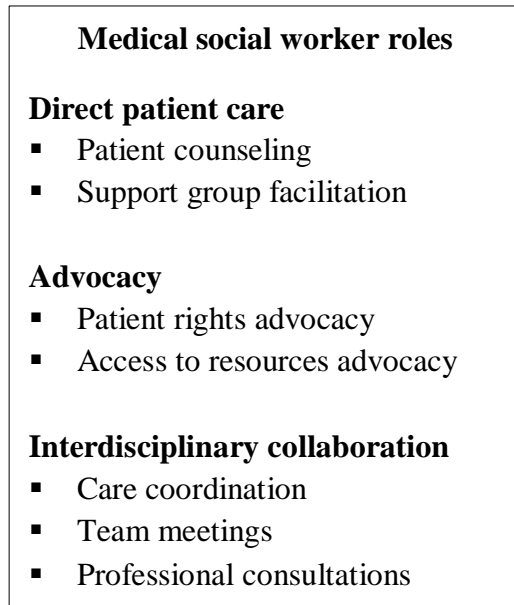 Medical social worker roles
Direct patient care
▪ Patient counseling
▪ Support group facilitation
Advocacy
▪ Patient rights advocacy
▪ Access to resources advocacy
Interdisciplinary collaboration
▪ Care coordination
▪ Team meetings
▪ Professional consultations